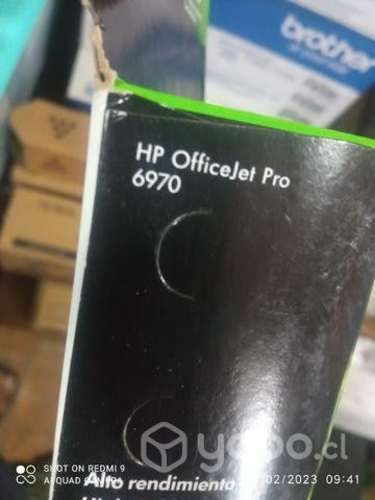 brother
HP OfficeJet Pro
6970
Alto rendimiento
yapo.cl
SHOT ON REDMI 9
AI QUAD CAMERA
02/2023 09:41